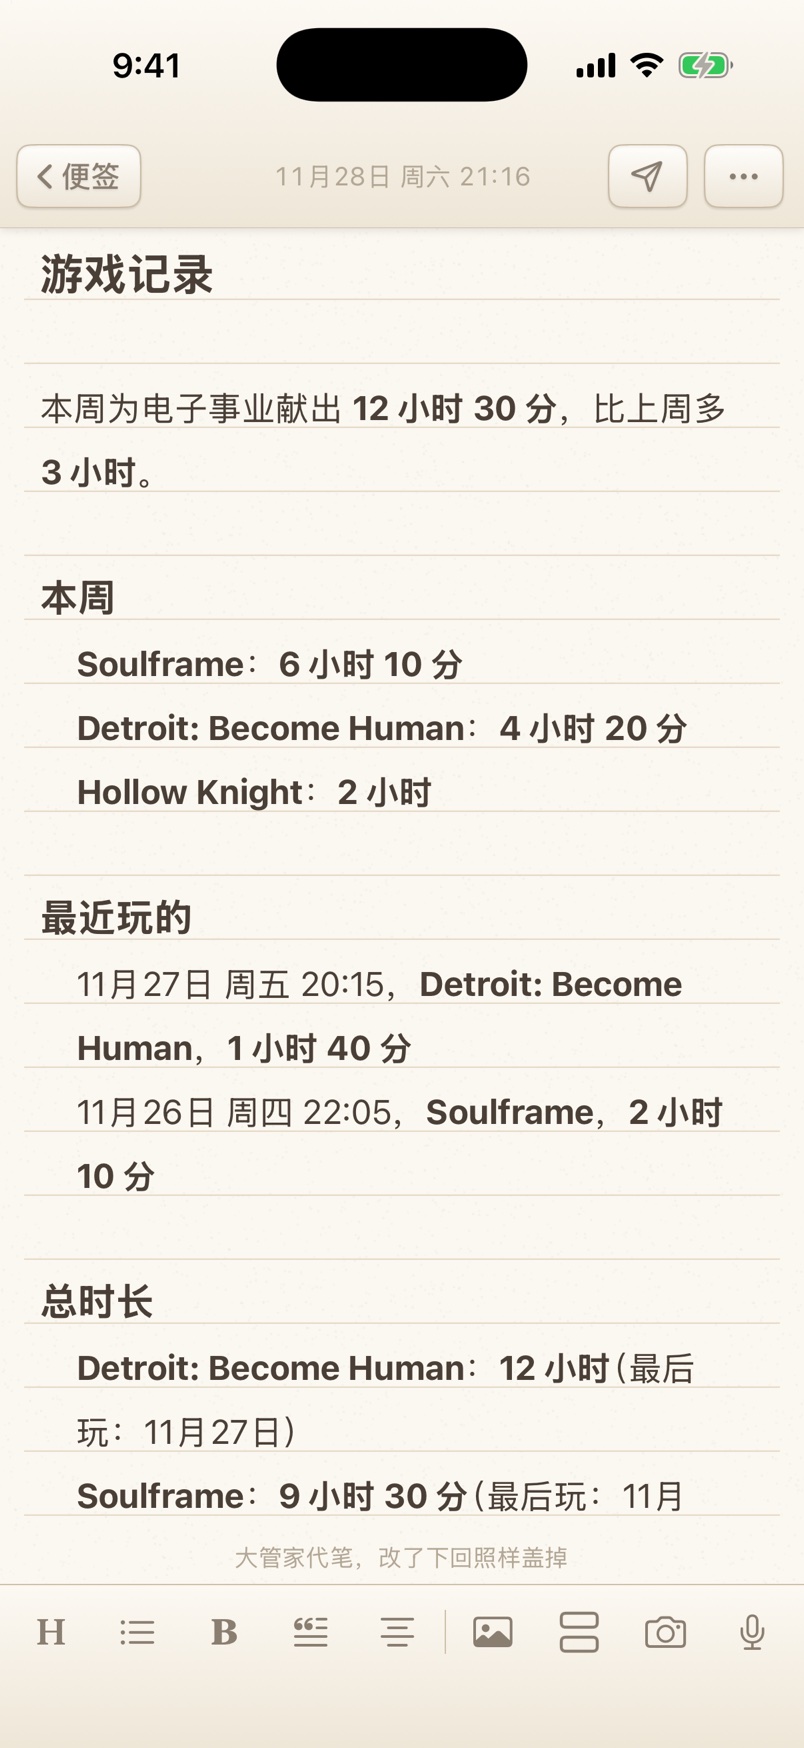 9:41
便签
11月28日 周六 21:16
游戏记录
本周为电子事业献出 12 小时 30 分，比上周多
3 小时。
本周
Soulframe：6 小时 10 分
Detroit: Become Human：4 小时 20 分
Hollow Knight：2 小时
最近玩的
11月27日 周五 20:15，Detroit: Become
Human，1 小时 40 分
11月26日 周四 22:05，Soulframe，2 小时
10 分
总时长
Detroit: Become Human：12 小时（最后
玩：11月27日）
Soulframe：9 小时 30 分（最后玩：11月
大管家代笔，改了下回照样盖掉
H
B